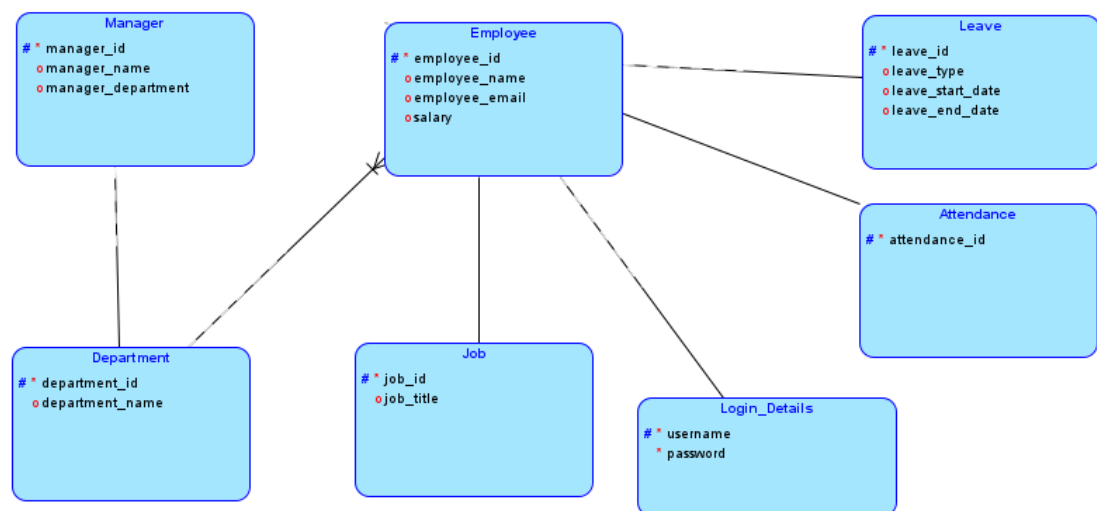 Manager
# * manager_id
o manager_name
o manager_department
Employee
# * employee_id
o employee_name
o employee_email
o salary
Leave
# * leave_id
o leave_type
o leave_start_date
o leave_end_date
Attendance
# * attendance_id
Department
# * department_id
o department_name
Job
# * job_id
o job_title
Login_Details
# * username
* password